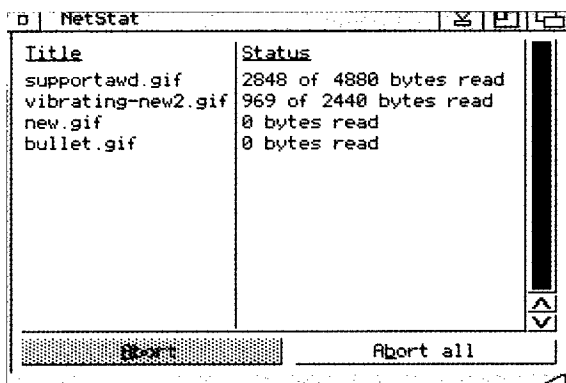 NetStat
Title Status
supportawd.gif 2848 of 4880 bytes read
vibrating-new2.gif 969 of 2440 bytes read
new.gif 0 bytes read
bullet.gif 0 bytes read
Abort Abort all